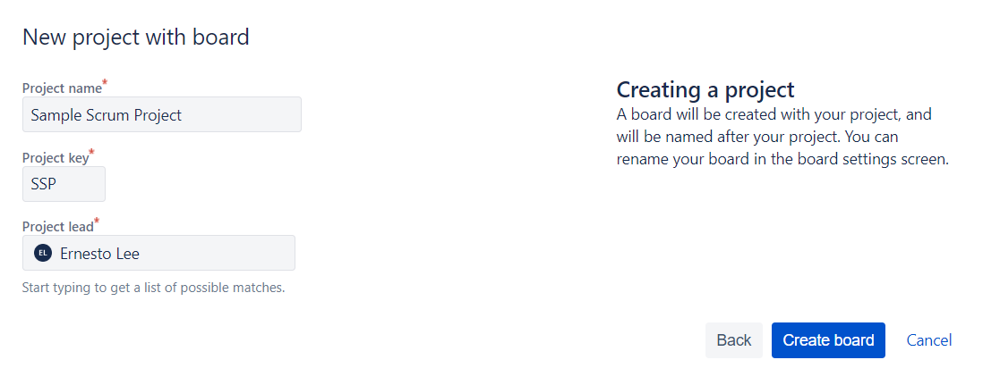 New project with board
Project name*
Sample Scrum Project
Project key*
SSP
Project lead*
EL Ernesto Lee
Start typing to get a list of possible matches.
Creating a project
A board will be created with your project, and
will be named after your project. You can
rename your board in the board settings screen.
Back Create board Cancel